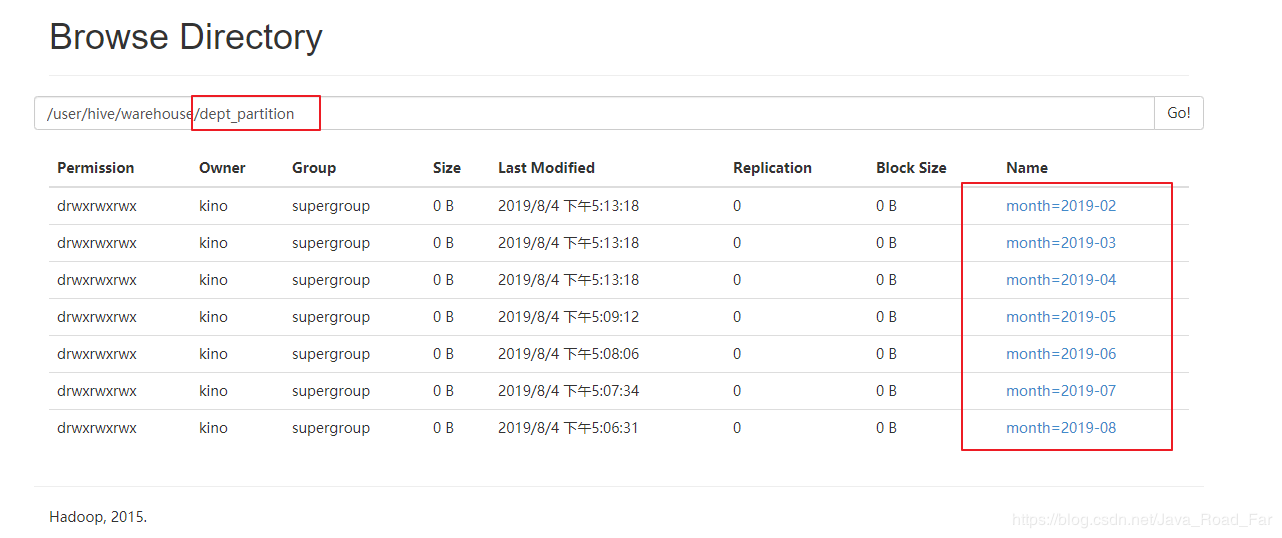 Browse Directory
/user/hive/warehouse/dept_partition Go!
Permission Owner Group Size Last Modified Replication Block Size Name
drwxrwxrwx kino supergroup 0 B 2019/8/4 下午5:13:18 0 0 B month=2019-02
drwxrwxrwx kino supergroup 0 B 2019/8/4 下午5:13:18 0 0 B month=2019-03
drwxrwxrwx kino supergroup 0 B 2019/8/4 下午5:13:18 0 0 B month=2019-04
drwxrwxrwx kino supergroup 0 B 2019/8/4 下午5:09:12 0 0 B month=2019-05
drwxrwxrwx kino supergroup 0 B 2019/8/4 下午5:08:06 0 0 B month=2019-06
drwxrwxrwx kino supergroup 0 B 2019/8/4 下午5:07:34 0 0 B month=2019-07
drwxrwxrwx kino supergroup 0 B 2019/8/4 下午5:06:31 0 0 B month=2019-08
Hadoop, 2015.
https://blog.csdn.net/Java_Road_Far